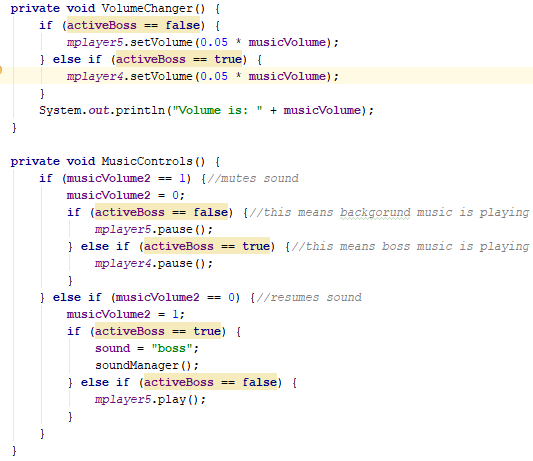 private void VolumeChanger() {
    if (activeBoss == false) {
        mplayer5.setVolume(0.05 * musicVolume);
    } else if (activeBoss == true) {
        mplayer4.setVolume(0.05 * musicVolume);
    }
    System.out.println("Volume is: " + musicVolume);
}

private void MusicControls() {
    if (musicVolume2 == 1) {//mutes sound
        musicVolume2 = 0;
        if (activeBoss == false) {//this means backgorund music is playing
            mplayer5.pause();
        } else if (activeBoss == true) {//this means boss music is playing
            mplayer4.pause();
        }
    } else if (musicVolume2 == 0) {//resumes sound
        musicVolume2 = 1;
        if (activeBoss == true) {
            sound = "boss";
            soundManager();
        } else if (activeBoss == false) {
            mplayer5.play();
        }
    }
}